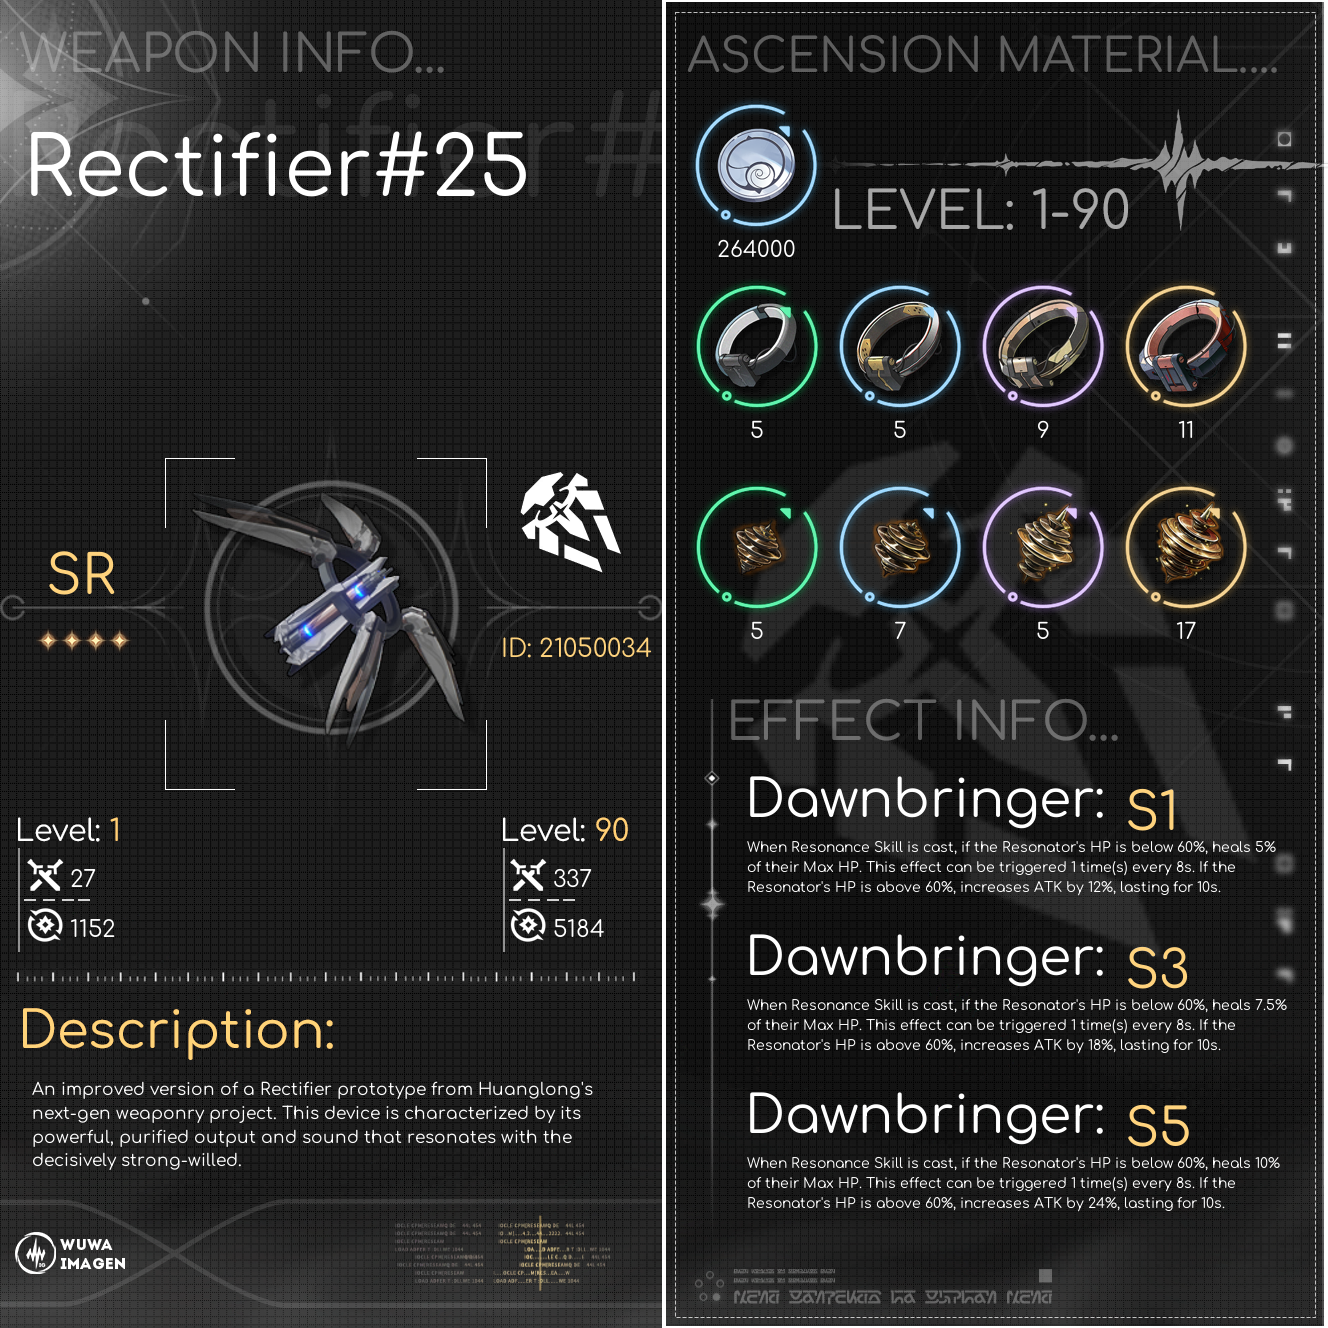 WEAPON INFO...
Rectifier#25
SR
ID: 21050034
Level: 1
27
1152
Level: 90
337
5184
Description:
An improved version of a Rectifier prototype from Huanglong's
next-gen weaponry project. This device is characterized by its
powerful, purified output and sound that resonates with the
decisively strong-willed.
WUWA
IMAGEN
ASCENSION MATERIAL....
264000
LEVEL: 1-90
5 5 9 11
5 7 5 17
EFFECT INFO...
Dawnbringer: S1
When Resonance Skill is cast, if the Resonator's HP is below 60%, heals 5%
of their Max HP. This effect can be triggered 1 time(s) every 8s. If the
Resonator's HP is above 60%, increases ATK by 12%, lasting for 10s.
Dawnbringer: S3
When Resonance Skill is cast, if the Resonator's HP is below 60%, heals 7.5%
of their Max HP. This effect can be triggered 1 time(s) every 8s. If the
Resonator's HP is above 60%, increases ATK by 18%, lasting for 10s.
Dawnbringer: S5
When Resonance Skill is cast, if the Resonator's HP is below 60%, heals 10%
of their Max HP. This effect can be triggered 1 time(s) every 8s. If the
Resonator's HP is above 60%, increases ATK by 24%, lasting for 10s.